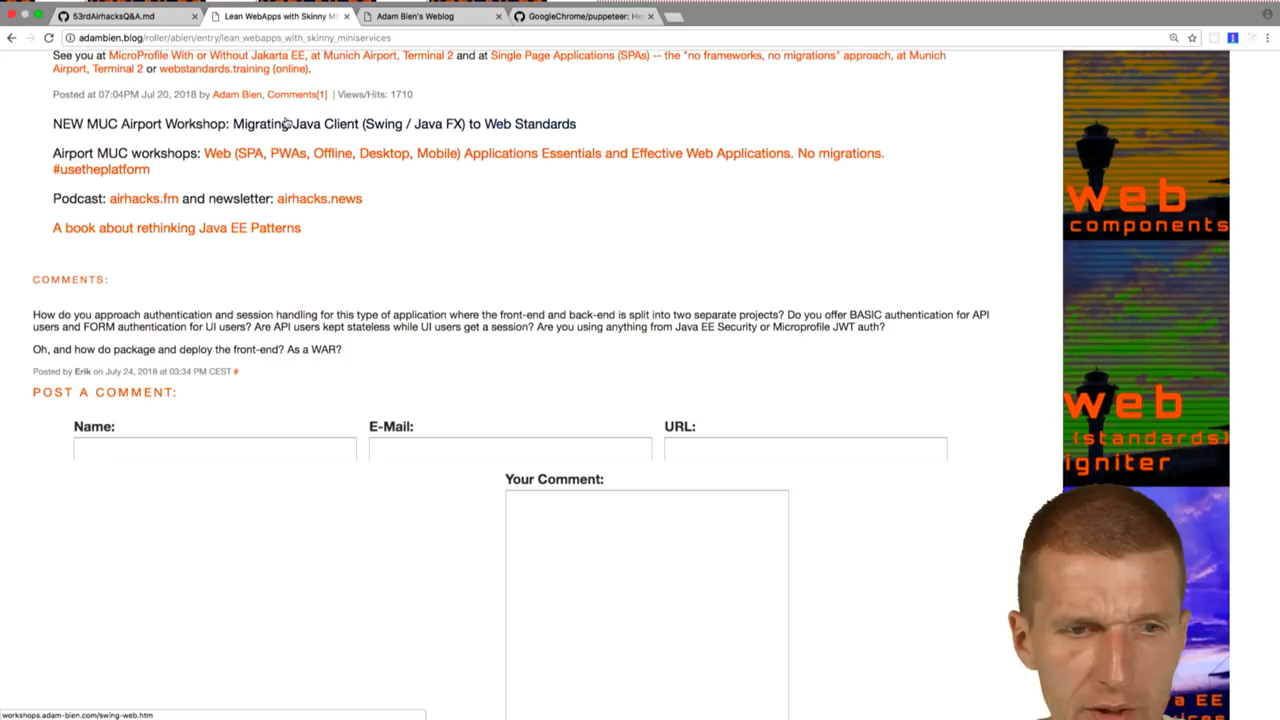 53rdAirhacksQ&A.md
Lean WebApps with Skinny Mi
Adam Bien's Weblog
GoogleChrome/puppeteer: He
adambien.blog/roller/abien/entry/lean_webapps_with_skinny_miniservices
See you at MicroProfile With or Without Jakarta EE, at Munich Airport, Terminal 2 and at Single Page Applications (SPAs) -- the "no frameworks, no migrations" approach, at Munich
Airport, Terminal 2 or webstandards.training (online).
Posted at 07:04PM Jul 20, 2018 by Adam Bien, Comments[1] | Views/Hits: 1710
NEW MUC Airport Workshop: Migrating Java Client (Swing / Java FX) to Web Standards
Airport MUC workshops: Web (SPA, PWAs, Offline, Desktop, Mobile) Applications Essentials and Effective Web Applications. No migrations.
#usetheplatform
Podcast: airhacks.fm and newsletter: airhacks.news
A book about rethinking Java EE Patterns
COMMENTS:
How do you approach authentication and session handling for this type of application where the front-end and back-end is split into two separate projects? Do you offer BASIC authentication for API
users and FORM authentication for UI users? Are API users kept stateless while UI users get a session? Are you using anything from Java EE Security or Microprofile JWT auth?
Oh, and how do package and deploy the front-end? As a WAR?
Posted by Erik on July 24, 2018 at 03:34 PM CEST #
POST A COMMENT:
Name:
E-Mail:
URL:
Your Comment:
web
components
web
(standards)
igniter
a EE
workshops.adam-bien.com/swing-web.htm